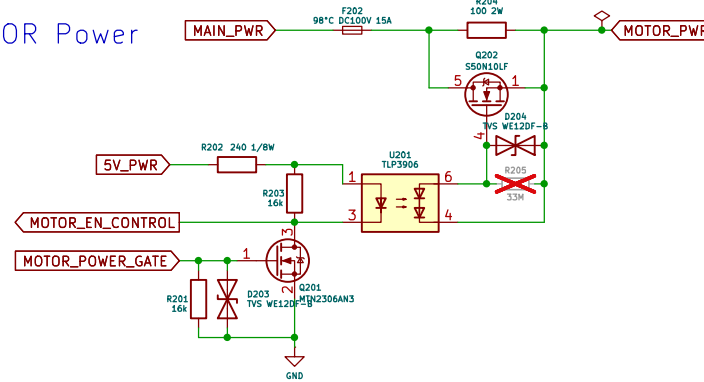 OR Power
MAIN_PWR
F202
98°C DC100V 15A
R204
100 2W
MOTOR_PWR
Q202
S50N10LF
5
1
4
D204
TVS WE12DF-B
R202 240 1/8W
5V_PWR
R203
16k
U201
TLP3906
1
6
3
4
R205
33M
MOTOR_EN_CONTROL
MOTOR_POWER_GATE
3
1
2
R201
16k
D203
TVS WE12DF-B
Q201
MTN2306AN3
GND